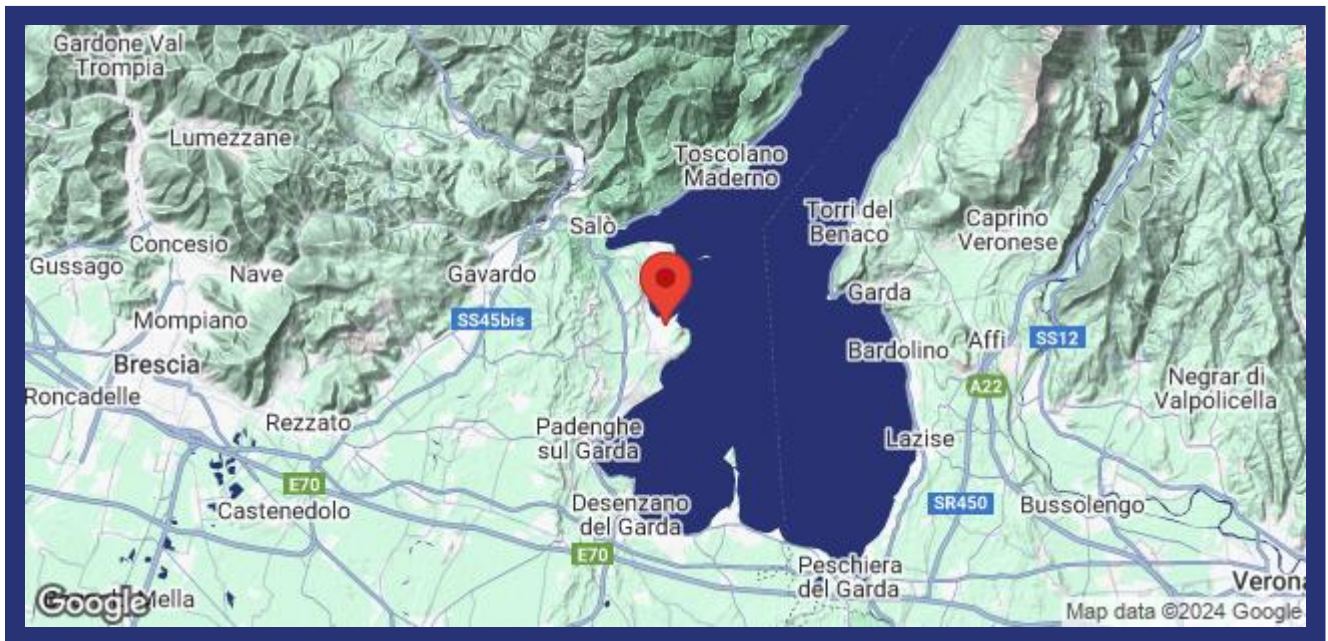 Gardone Val
Trompia
Lumezzane
Toscolano
Maderno
Torri del
Benaco
Caprino
Veronese
Salò
Concesio
Gussago
Nave
Gavardo
Garda
SS45bis
Mompiano
SS12
Affi
Bardolino
Brescia
A22
Negrar di
Valpolicella
Roncadelle
Rezzato
Padenghe
sul Garda
Lazise
E70
Castenedolo
Desenzano
del Garda
SR450
Bussolengo
E70
Peschiera
del Garda
Verona
Google
Mella
Map data ©2024 Google